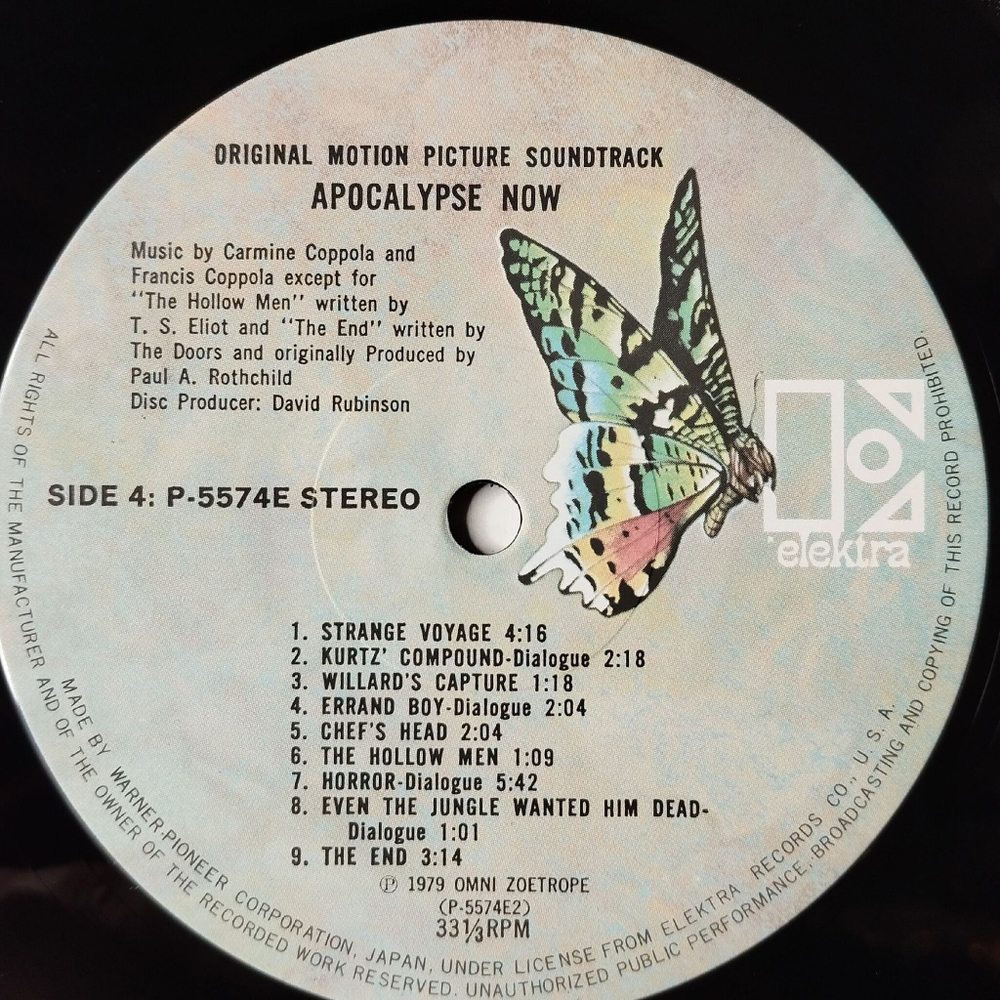 ORIGINAL MOTION PICTURE SOUNDTRACK
APOCALYPSE NOW
Music by Carmine Coppola and
Francis Coppola except for
"The Hollow Men" written by
T. S. Eliot and "The End" written by
The Doors and originally Produced by
Paul A. Rothchild
Disc Producer: David Rubinson
SIDE 4: P-5574E STEREO
elektra
1. STRANGE VOYAGE 4:16
2. KURTZ' COMPOUND-Dialogue 2:18
3. WILLARD'S CAPTURE 1:18
4. ERRAND BOY-Dialogue 2:04
5. CHEF'S HEAD 2:04
6. THE HOLLOW MEN 1:09
7. HORROR-Dialogue 5:42
8. EVEN THE JUNGLE WANTED HIM DEAD-
Dialogue 1:01
9. THE END 3:14
℗ 1979 OMNI ZOETROPE
(P-5574E2)
33⅓RPM
MADE BY WARNER-PIONEER CORPORATION, JAPAN, UNDER LICENSE FROM ELEKTRA RECORDS CO., U. S. A.
ALL RIGHTS OF THE MANUFACTURER AND OF THE OWNER OF THE RECORDED WORK RESERVED. UNAUTHORIZED PUBLIC PERFORMANCE, BROADCASTING AND COPYING OF THIS RECORD PROHIBITED.